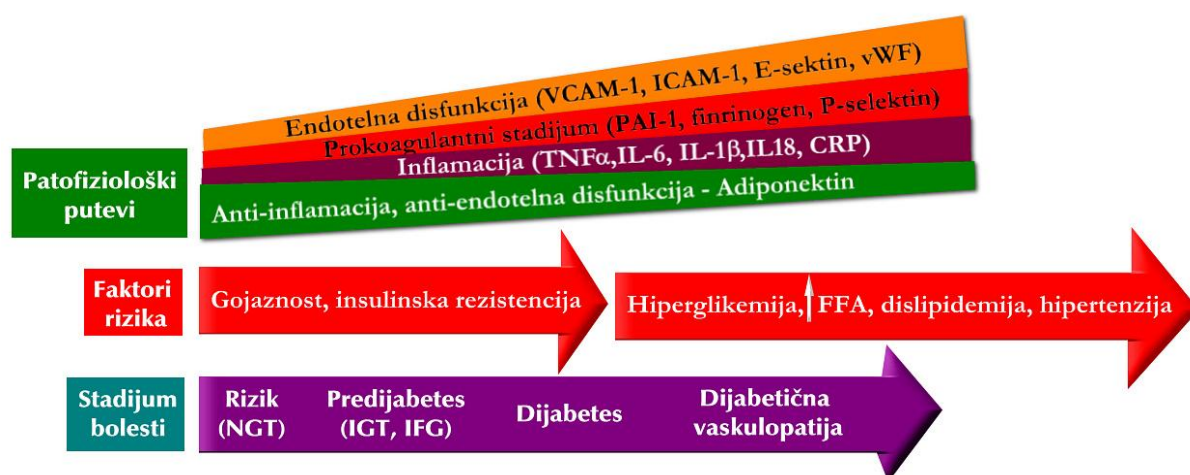 Endotelna disfunkcija (VCAM-1, ICAM-1, E-sektin, vWF)
Prokoagulantni stadijum (PAI-1, finrinogen, P-selektin)
Inflamacija (TNFα,IL-6, IL-1β,IL18, CRP)
Anti-inflamacija, anti-endotelna disfunkcija - Adiponektin
Patofiziološki
putevi
Faktori
rizika
Gojaznost, insulinska rezistencija
Hiperglikemija, FFA, dislipidemija, hipertenzija
Stadijum
bolesti
Rizik
(NGT)
Predijabetes
(IGT, IFG)
Dijabetes
Dijabetična
vaskulopatija